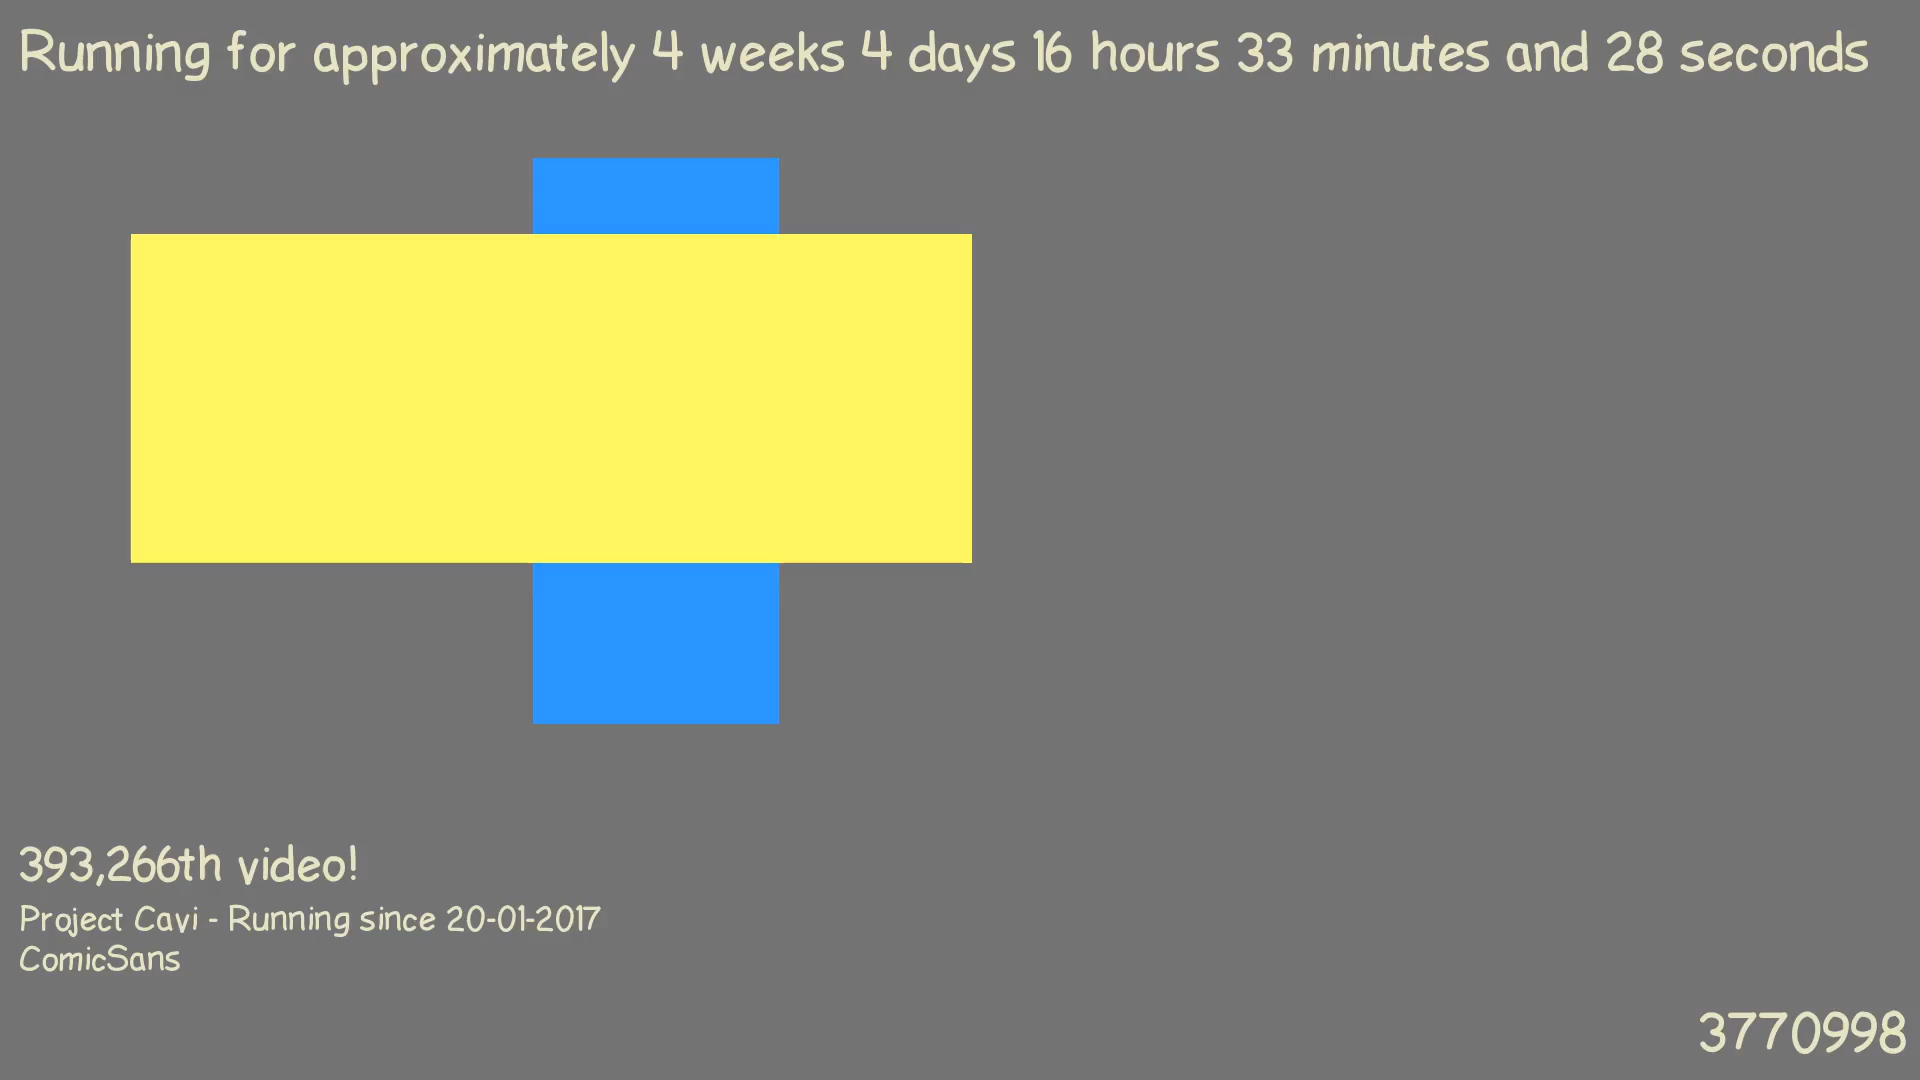 Running for approximately 4 weeks 4 days 16 hours 33 minutes and 28 seconds
393,266th video!
Project Cavi - Running since 20-01-2017
ComicSans
3770998